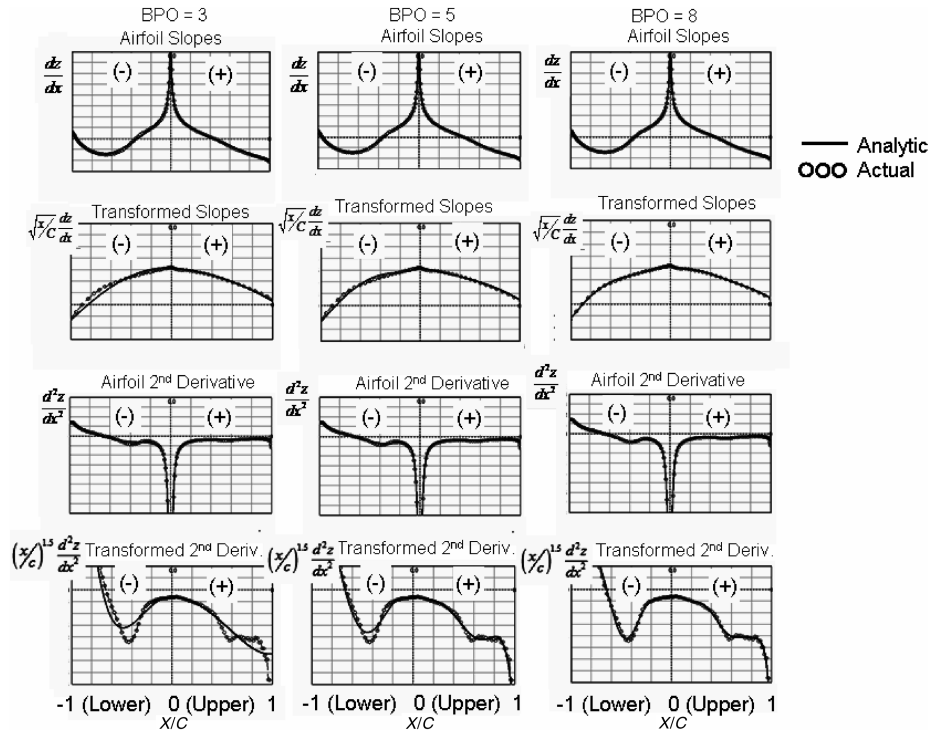 BPO = 3
BPO = 5
BPO = 8
Airfoil Slopes
Airfoil Slopes
Airfoil Slopes
dz/dx
(-)
(+)
dz/dx
(-)
(+)
dz/dx
(-)
(+)
Analytic
ooo Actual
Transformed Slopes
Transformed Slopes
Transformed Slopes
√x/C dz/dx
(-)
(+)
√x/C dz/dx
(-)
(+)
√x/C dz/dx
(-)
(+)
Airfoil 2nd Derivative
Airfoil 2nd Derivative
Airfoil 2nd Derivative
d²z/dx²
(-)
(+)
d²z/dx²
(-)
(+)
d²z/dx²
(-)
(+)
(x/c)^1.5 d²z/dx²
Transformed 2nd Deriv.
(-)
(+)
(x/c)^1.5 d²z/dx²
Transformed 2nd Deriv.
(-)
(+)
(x/c)^1.5 d²z/dx²
Transformed 2nd Deriv.
(-)
(+)
-1 (Lower) 0 (Upper) 1
-1 (Lower) 0 (Upper) 1
-1 (Lower) 0 (Upper) 1
X/C
X/C
X/C